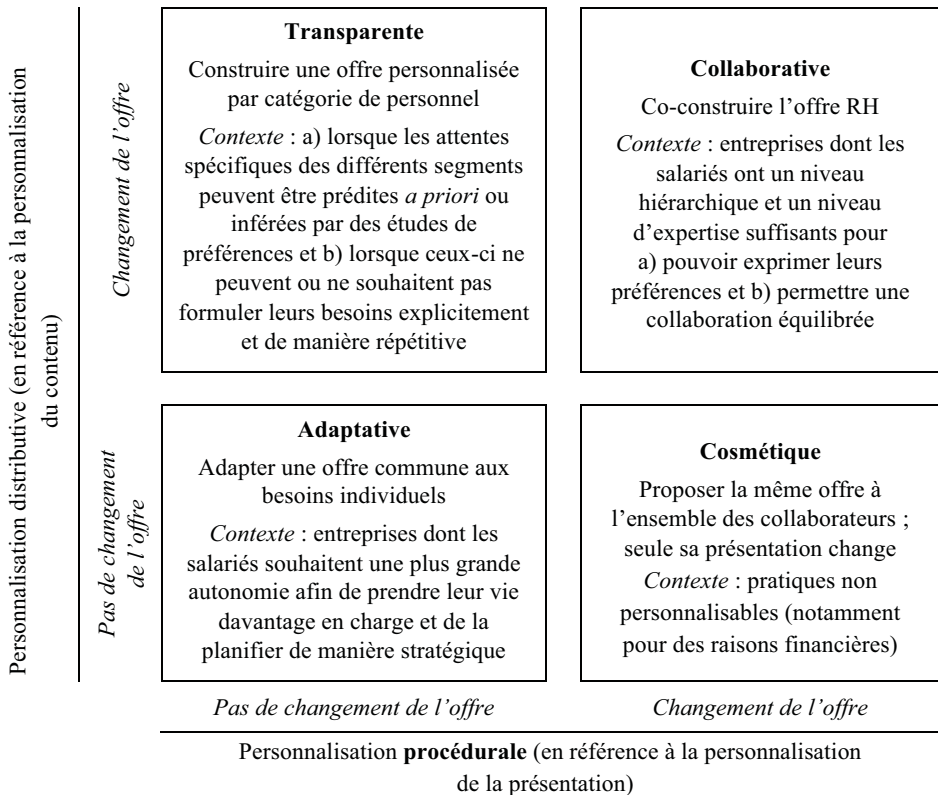 Personnalisation distributive (en référence à la personnalisation
du contenu)
Changement de l'offre
Transparente
Construire une offre personnalisée
par catégorie de personnel
Contexte : a) lorsque les attentes
spécifiques des différents segments
peuvent être prédites a priori ou
inférées par des études de
préférences et b) lorsque ceux-ci ne
peuvent ou ne souhaitent pas
formuler leurs besoins explicitement
et de manière répétitive
Collaborative
Co-construire l'offre RH
Contexte : entreprises dont les
salariés ont un niveau
hiérarchique et un niveau
d'expertise suffisants pour
a) pouvoir exprimer leurs
préférences et b) permettre une
collaboration équilibrée
Pas de changement
de l'offre
Adaptative
Adapter une offre commune aux
besoins individuels
Contexte : entreprises dont les
salariés souhaitent une plus grande
autonomie afin de prendre leur vie
davantage en charge et de la
planifier de manière stratégique
Cosmétique
Proposer la même offre à
l'ensemble des collaborateurs ;
seule sa présentation change
Contexte : pratiques non
personnalisables (notamment
pour des raisons financières)
Pas de changement de l'offre
Changement de l'offre
Personnalisation procédurale (en référence à la personnalisation
de la présentation)